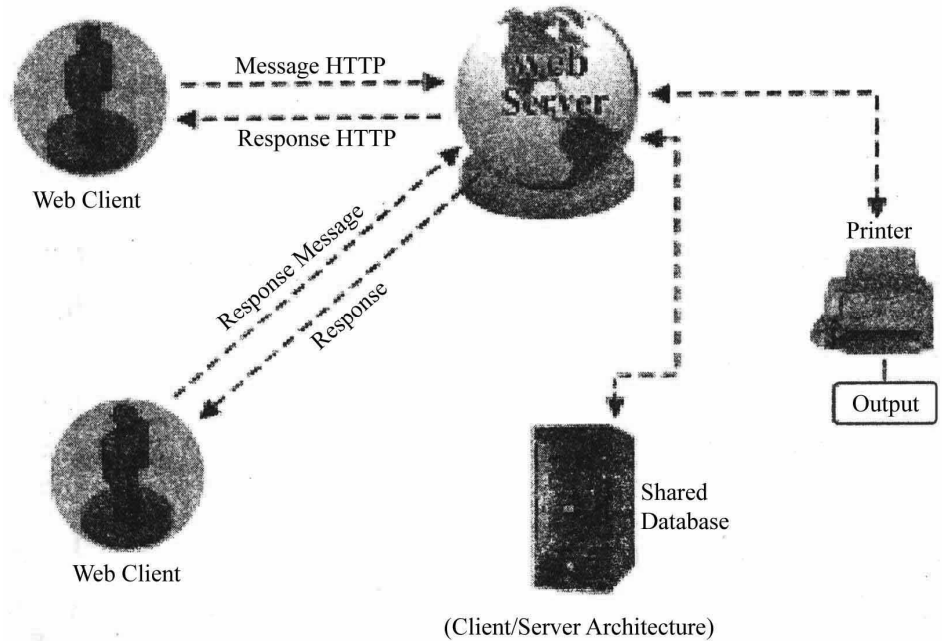 Message HTTP
Web
Server
Response HTTP
Web Client
Response Message
Response
Printer
Output
Shared
Database
Web Client
(Client/Server Architecture)